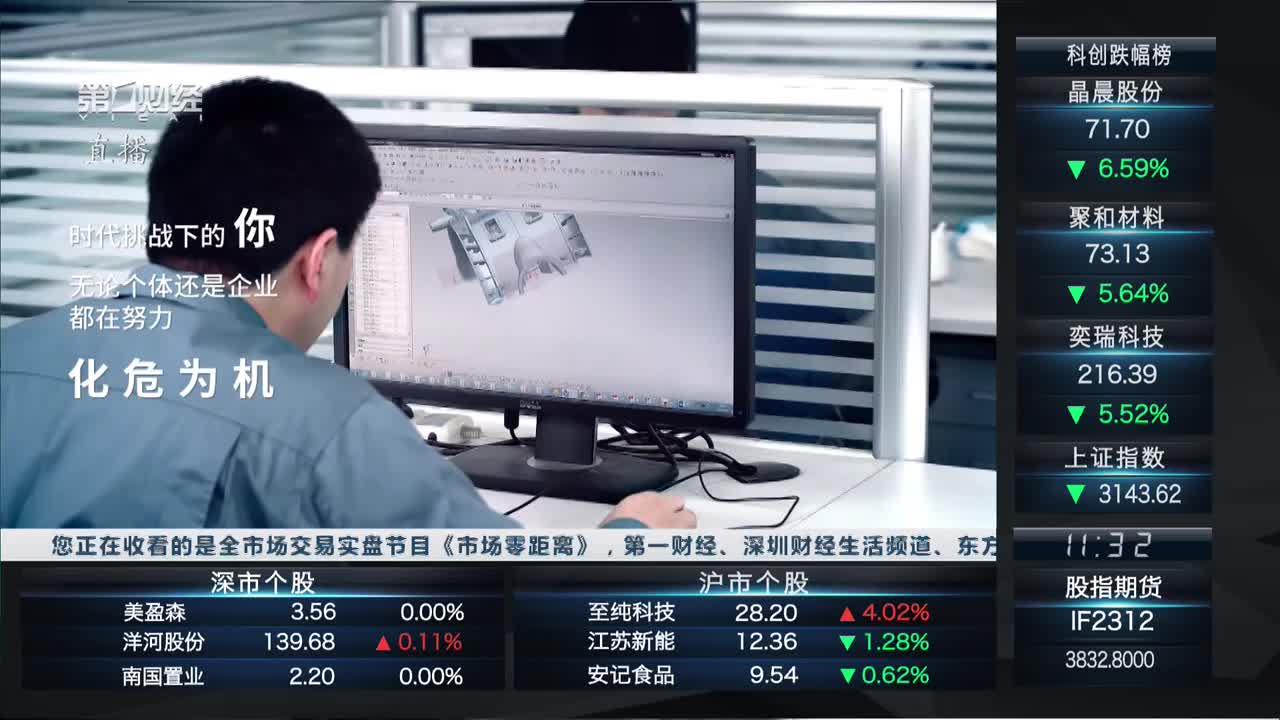 第一财经
YICAI
直播
时代挑战下的 你
无论个体还是企业
都在努力
化危为机
您正在收看的是全市场交易实盘节目《市场零距离》，第一财经、深圳财经生活频道、东方
深市个股
美盈森 3.56 0.00%
洋河股份 139.68 ▲ 0.11%
南国置业 2.20 0.00%
沪市个股
至纯科技 28.20 ▲ 4.02%
江苏新能 12.36 ▼ 1.28%
安记食品 9.54 ▼ 0.62%
科创跌幅榜
晶晨股份
71.70
▼ 6.59%
聚和材料
73.13
▼ 5.64%
奕瑞科技
216.39
▼ 5.52%
上证指数
▼ 3143.62
11:32
股指期货
IF2312
3832.8000